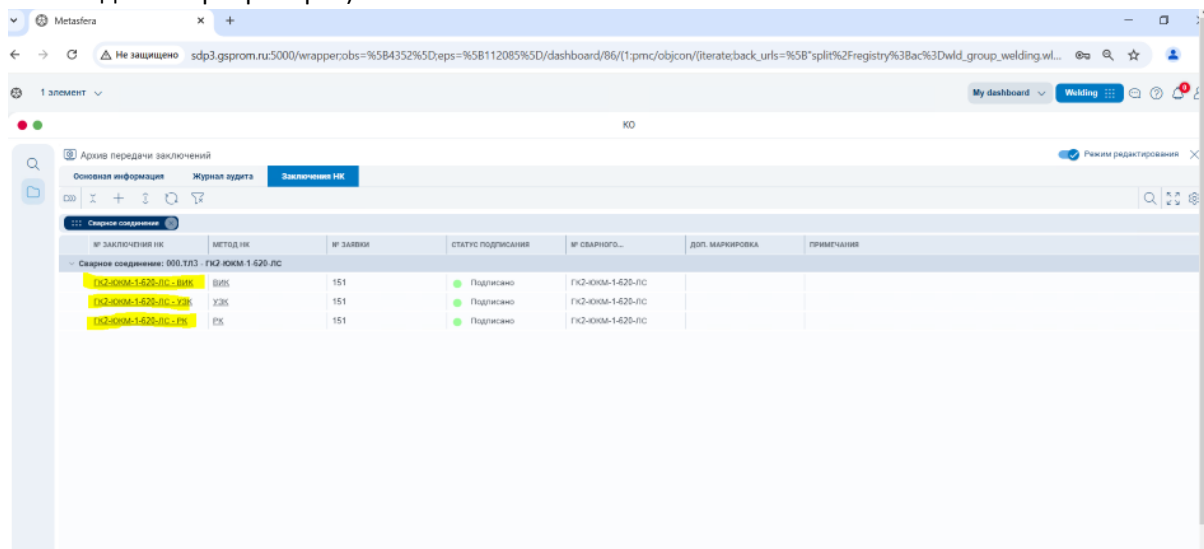 Metasfera
Не защищено sdp3.gsprom.ru:5000/wrapper;obs=%5B4352%5D;eps=%5B112085%5D/dashboard/86/(1:pmc/objcon/(iterate;back_urls=%5B"split%2Fregistry%3Bac%3Dwld_group_welding.wl...
1 элемент My dashboard Welding
КО
Архив передачи заключений Режим редактирования
Основная информация Журнал аудита Заключения НК
Сварное соединение
№ ЗАКЛЮЧЕНИЯ НК МЕТОД НК № ЗАЯВКИ СТАТУС ПОДПИСАНИЯ № СВАРНОГО... ДОП. МАРКИРОВКА ПРИМЕЧАНИЯ
Сварное соединение: 000.ТЛ3 - ГК2-ЮКМ-1-620-ЛС
ГК2-ЮКМ-1-620-ЛС - ВИК ВИК 151 Подписано ГК2-ЮКМ-1-620-ЛС
ГК2-ЮКМ-1-620-ЛС - УЗК УЗК 151 Подписано ГК2-ЮКМ-1-620-ЛС
ГК2-ЮКМ-1-620-ЛС - РК РК 151 Подписано ГК2-ЮКМ-1-620-ЛС